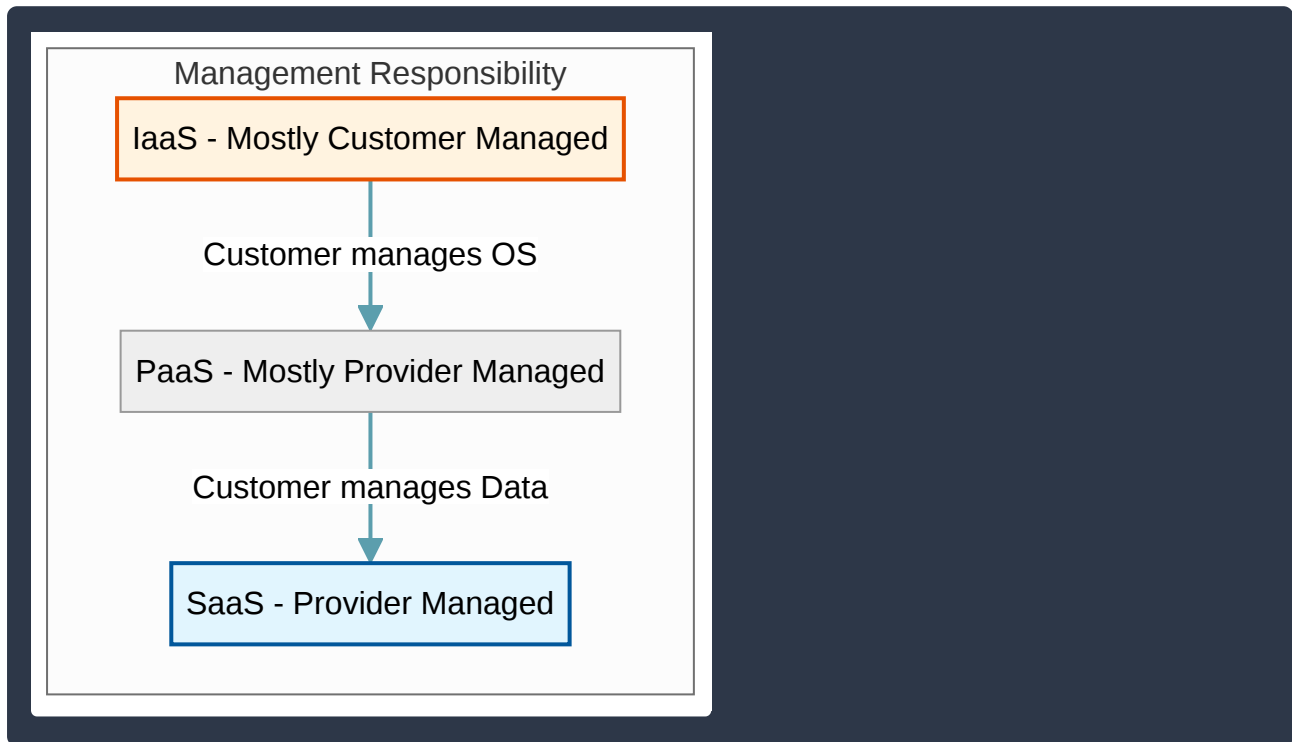 Management Responsibility
IaaS - Mostly Customer Managed
Customer manages OS
PaaS - Mostly Provider Managed
Customer manages Data
SaaS - Provider Managed